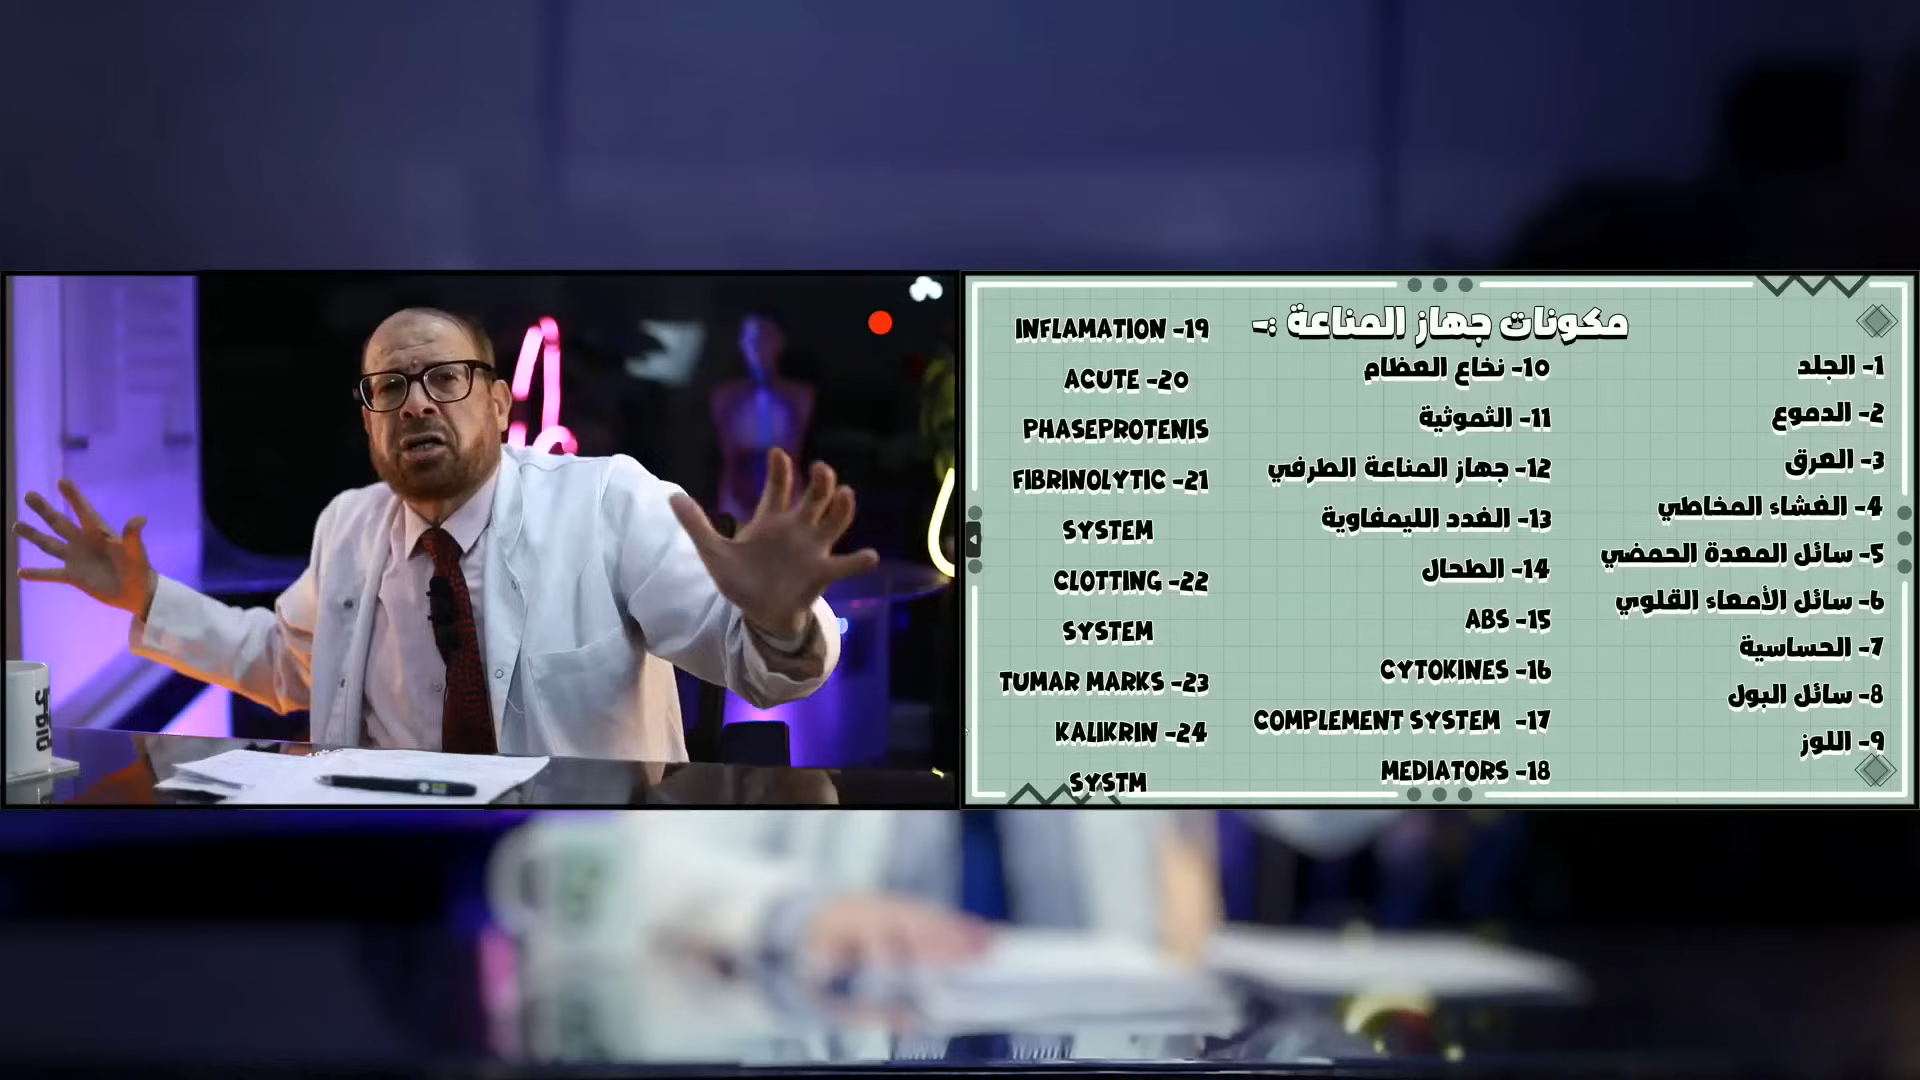 مكونات جهاز المناعة :-
1- الجلد
2- الدموع
3- العرق
4- الغشاء المخاطي
5- سائل المعدة الحمضي
6- سائل الأمعاء القلوي
7- الحساسية
8- سائل البول
9- اللوز
10- نخاع العظام
11- الثموثية
12- جهاز المناعة الطرفي
13- الغدد الليمفاوية
14- الطحال
ABS -15
CYTOKINES -16
COMPLEMENT SYSTEM -17
MEDIATORS -18
INFLAMATION -19
ACUTE -20
PHASEPROTENIS
FIBRINOLYTIC -21
SYSTEM
CLOTTING -22
SYSTEM
TUMAR MARKS -23
KALIKRIN -24
SYSTM